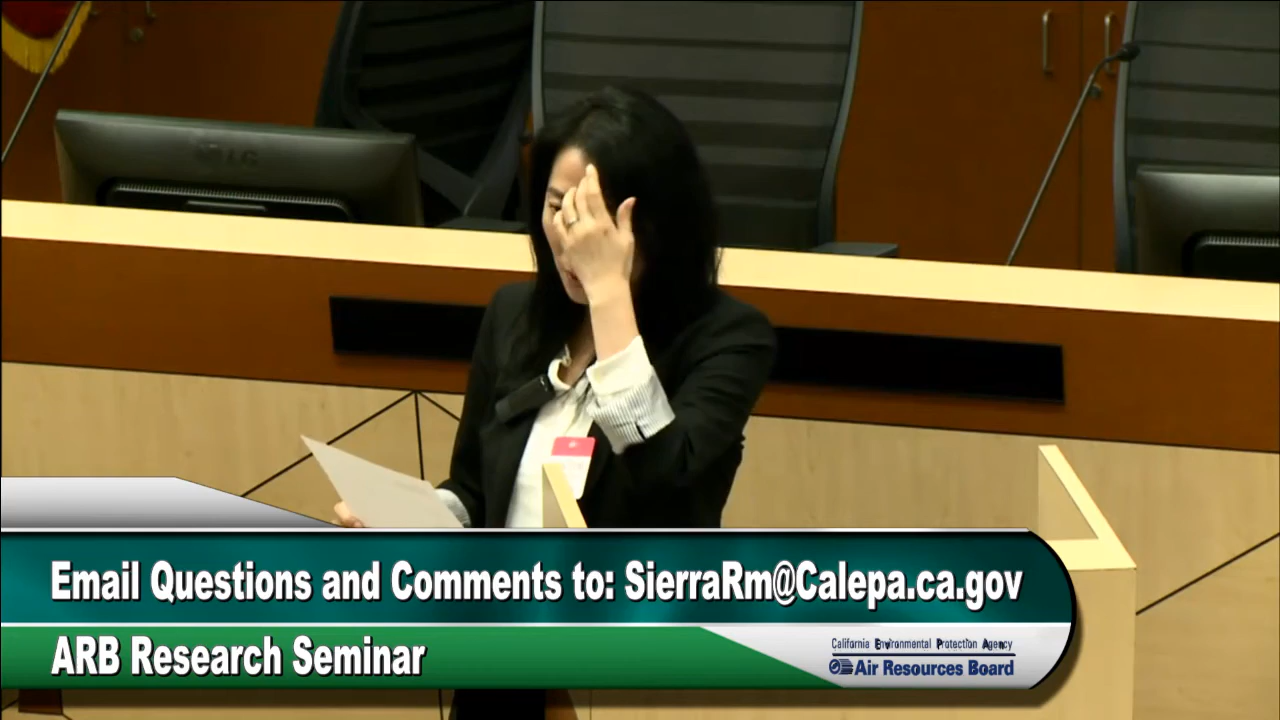 LG
Email Questions and Comments to: SierraRm@Calepa.ca.gov
ARB Research Seminar
California Environmental Protection Agency
Air Resources Board